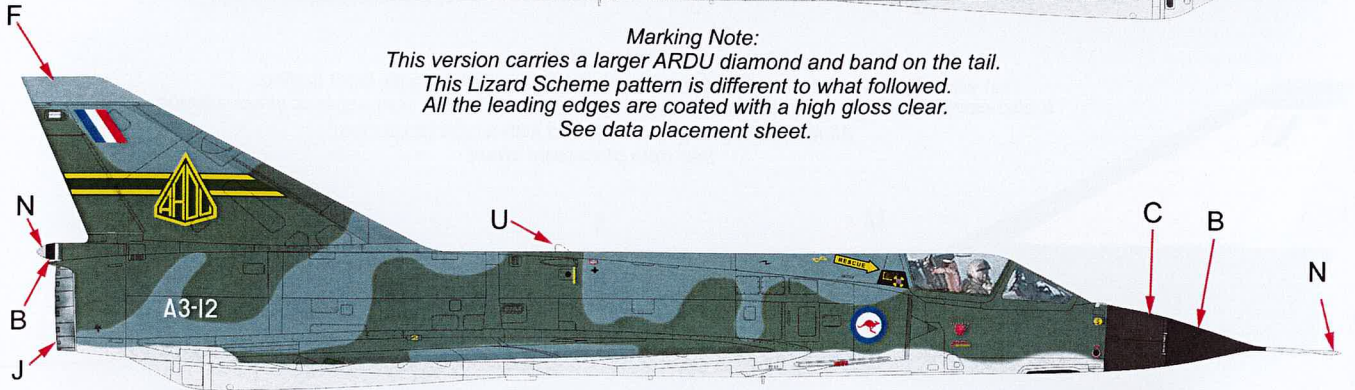 F
Marking Note:
This version carries a larger ARDU diamond and band on the tail.
This Lizard Scheme pattern is different to what followed.
All the leading edges are coated with a high gloss clear.
See data placement sheet.
ARDU
N
U
C
B
RESCUE
N
A3-12
B
2
J